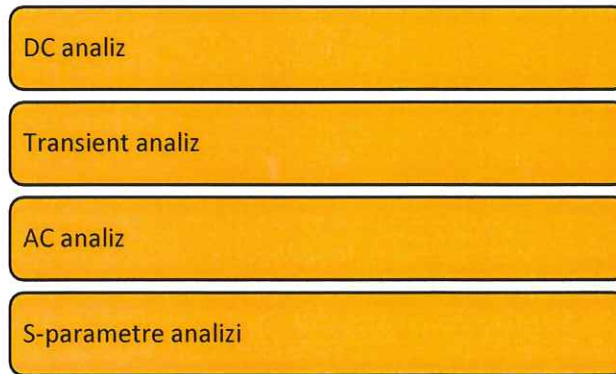 DC analiz
Transient analiz
AC analiz
S-parametre analizi